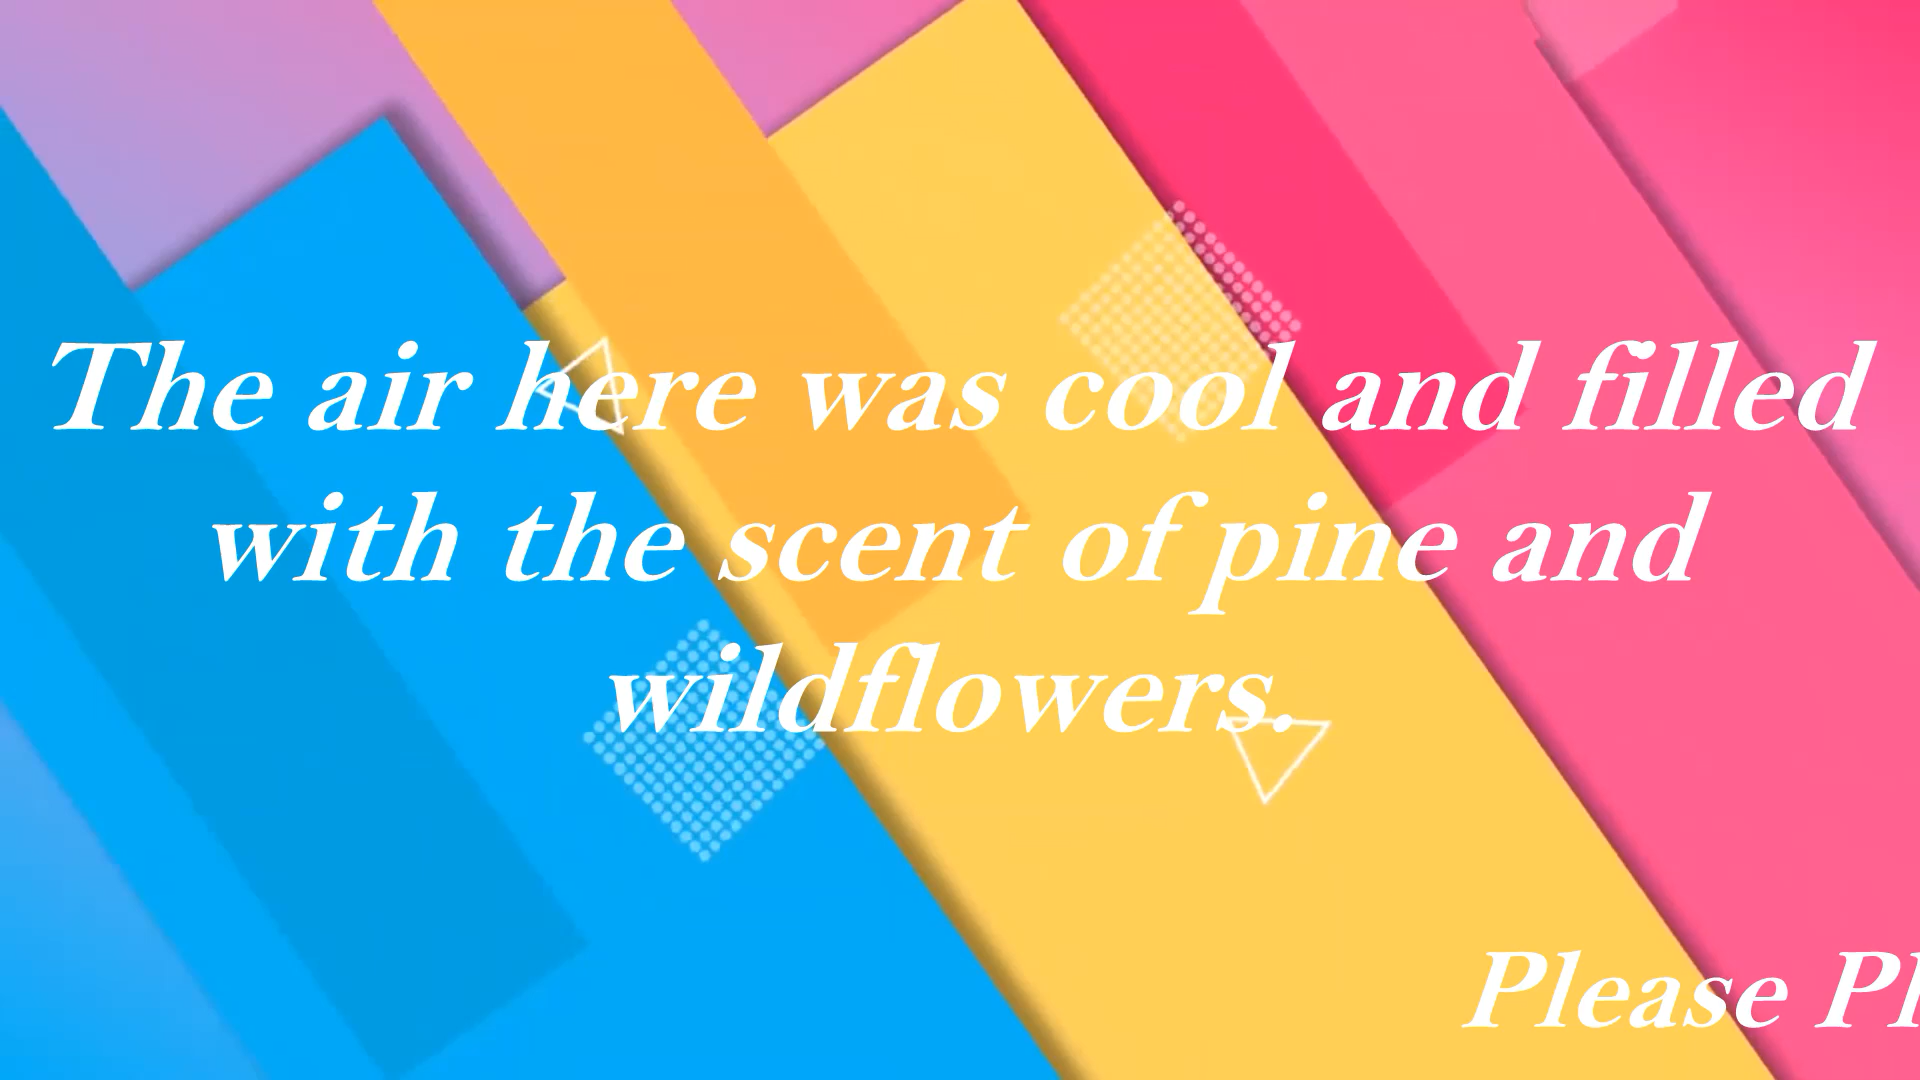 The air here was cool and filled
with the scent of pine and
wildflowers.
Please